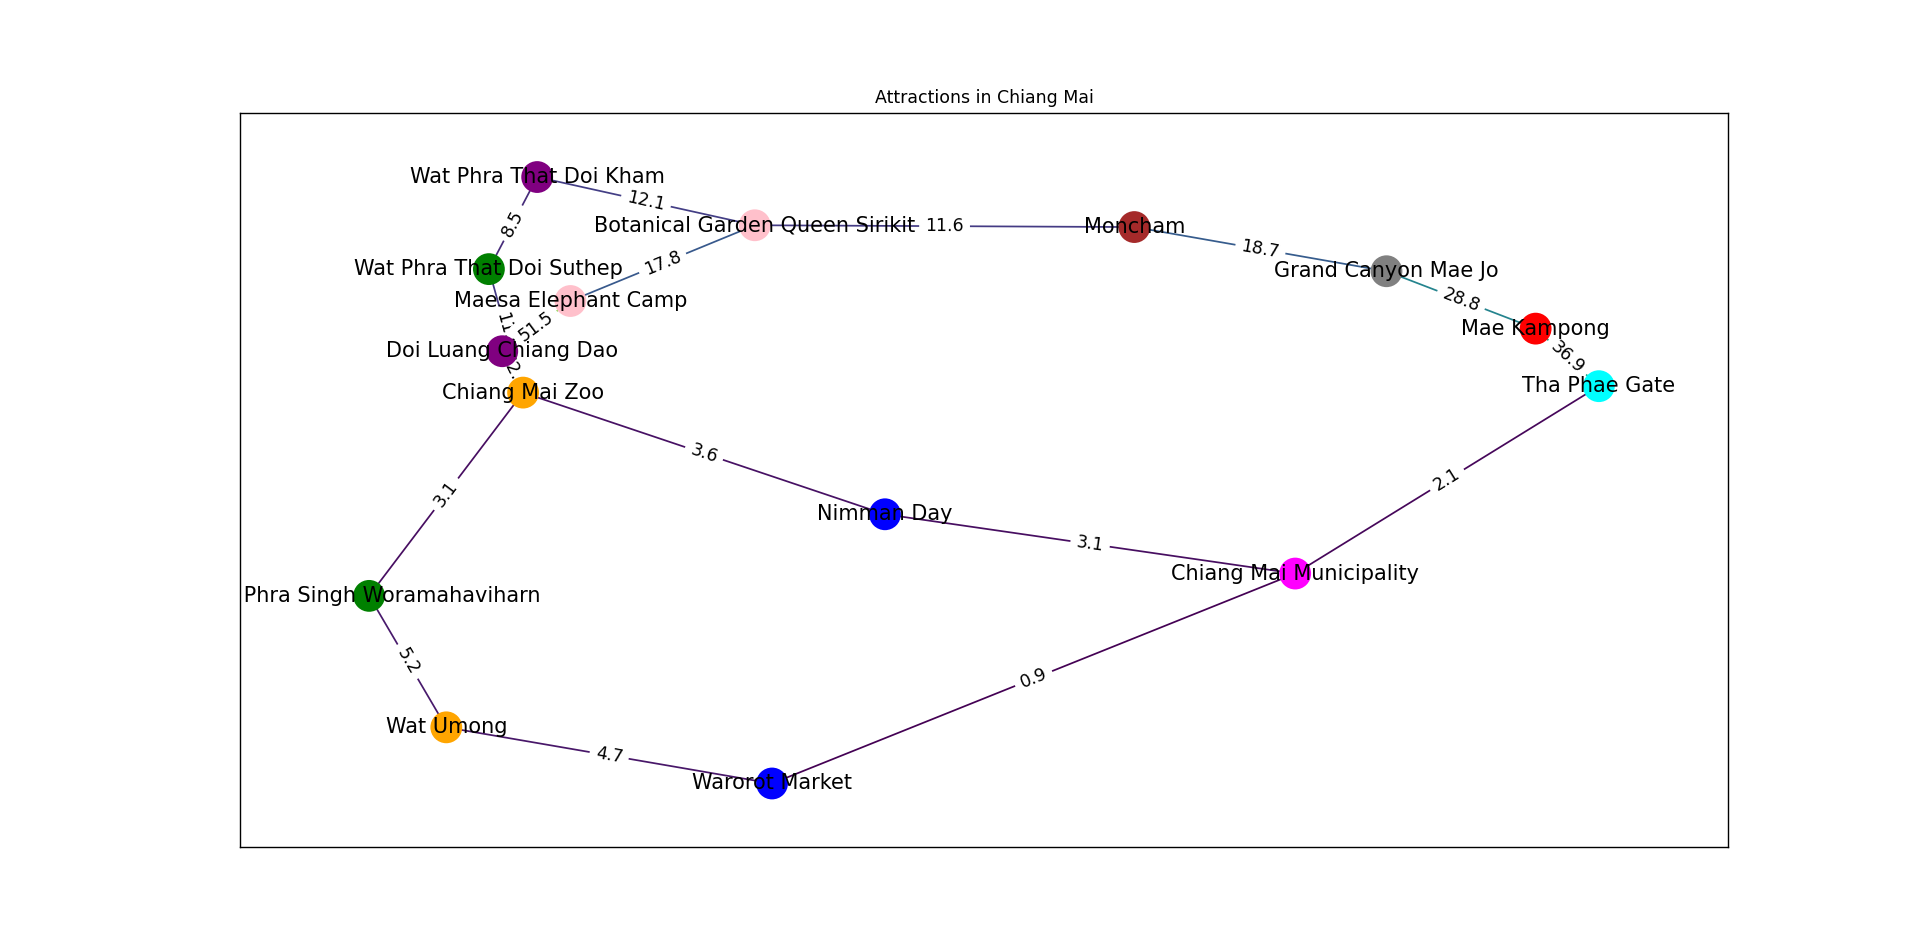 Attractions in Chiang Mai
Wat Phra That Doi Kham
12.1
8.5
Botanical Garden Queen Sirikit
11.6
Moncham
18.7
17.8
Wat Phra That Doi Suthep
Grand Canyon Mae Jo
28.8
Maesa Elephant Camp
51.5
Mae Kampong
36.9
Doi Luang Chiang Dao
Tha Phae Gate
Chiang Mai Zoo
3.6
3.1
2.1
Nimman Day
3.1
Chiang Mai Municipality
Phra Singh Woramahaviharn
5.2
0.9
Wat Umong
4.7
Warorot Market